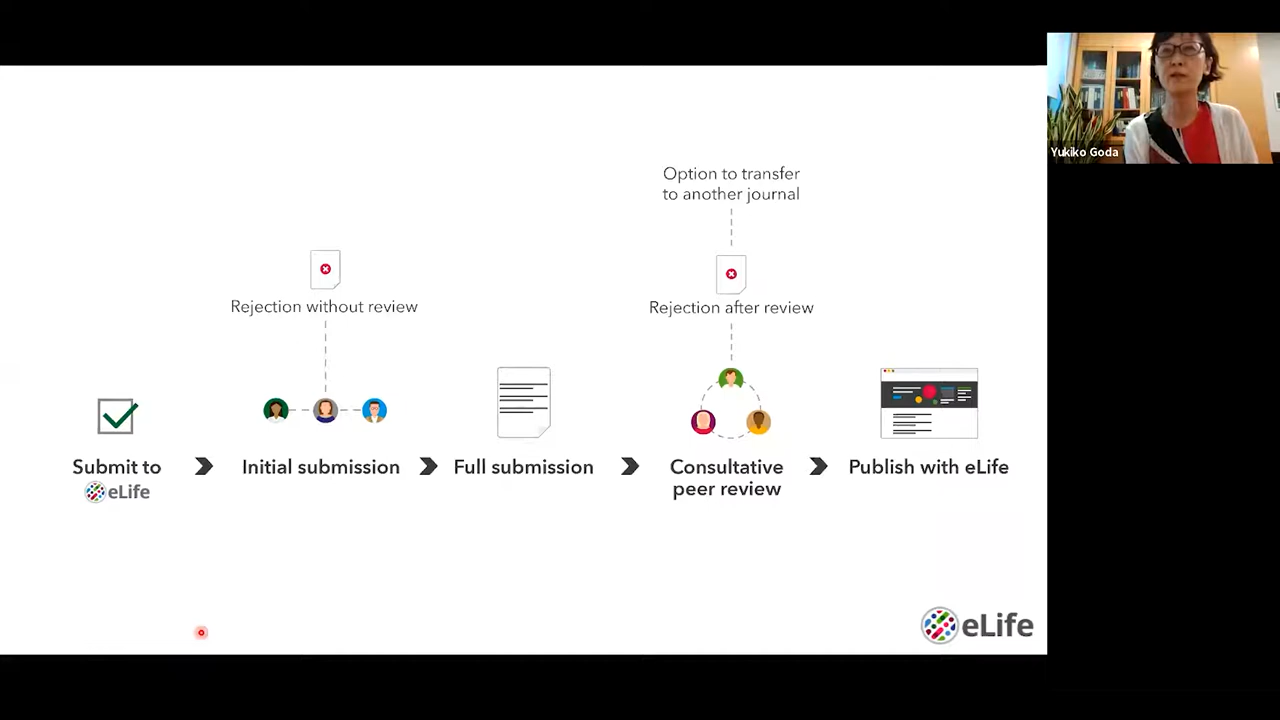 Yukiko Goda
Option to transfer
to another journal
Rejection without review
Rejection after review
Submit to
eLife
Initial submission
Full submission
Consultative
peer review
Publish with eLife
eLife